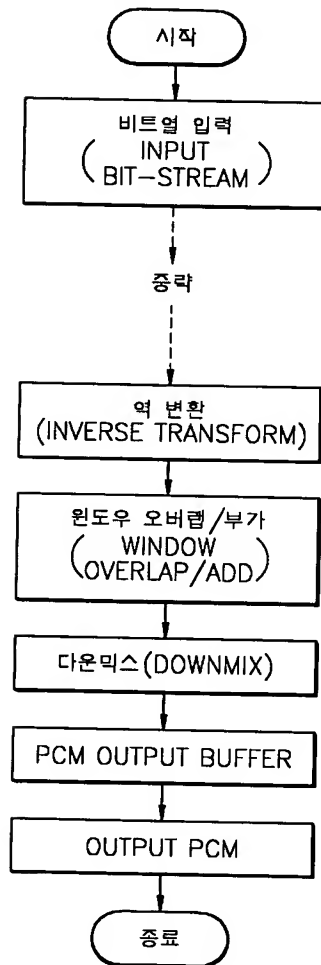 시작
비트열 입력
(INPUT
BIT-STREAM)
중략
역 변환
(INVERSE TRANSFORM)
윈도우 오버랩/부가
(WINDOW
OVERLAP/ADD)
다운믹스(DOWNMIX)
PCM OUTPUT BUFFER
OUTPUT PCM
종료